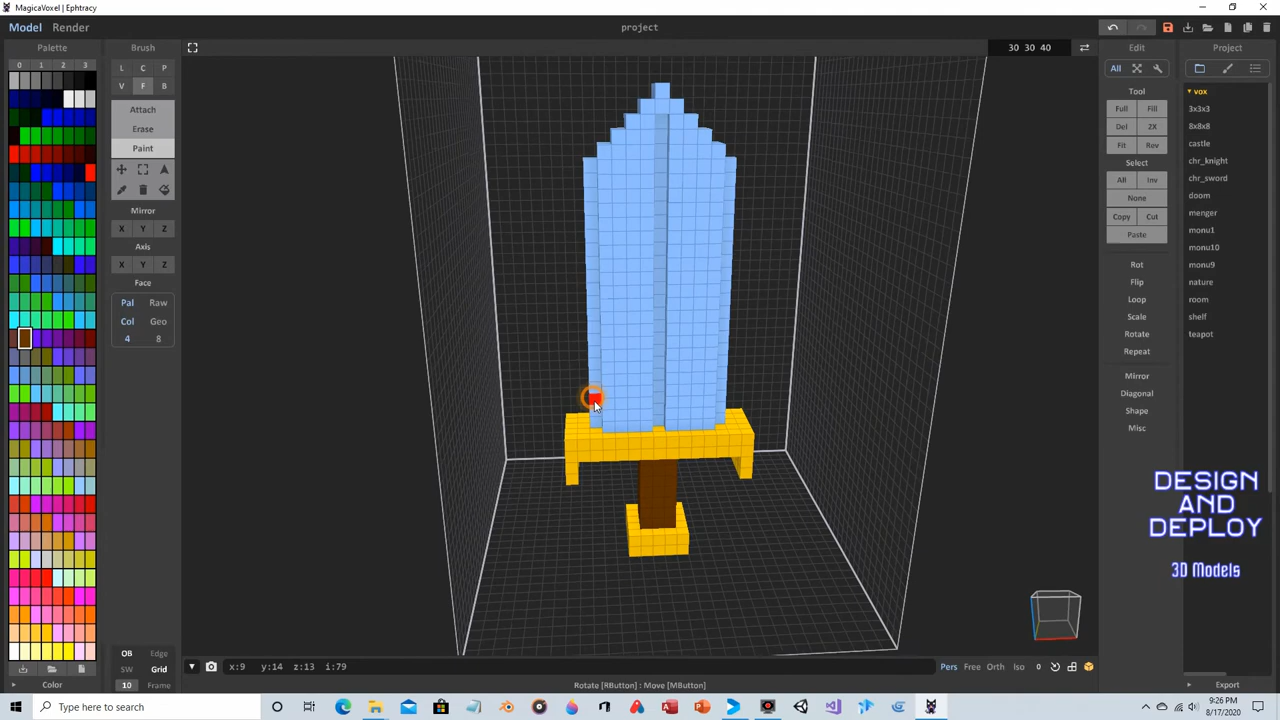 MagicaVoxel @ Ephtracy
Model Render project
Palette Brush 30 30 40 Edit Project
0 1 2 3 L C P All
V F B Tool vox
Attach Full Fill 3x3x3
Erase Del 2X 8x8x8
Paint Fit Rev castle
Select chr_knight
All Inv chr_sword
None doom
Mirror Copy Cut menger
X Y Z Paste monu1
Axis monu10
X Y Z Rot monu9
Face Flip nature
Pal Raw Loop room
Col Geo Scale shelf
4 8 Rotate teapot
Repeat
Mirror
Diagonal
Shape
Misc
DESIGN
AND
DEPLOY
3D Models
OB Edge
SW Grid x:9 y:14 z:13 i:79 Pers Free Orth Iso 0
Color 10 Frame Rotate [RButton] : Move [MButton] Export
Type here to search
9:26 PM
8/17/2020